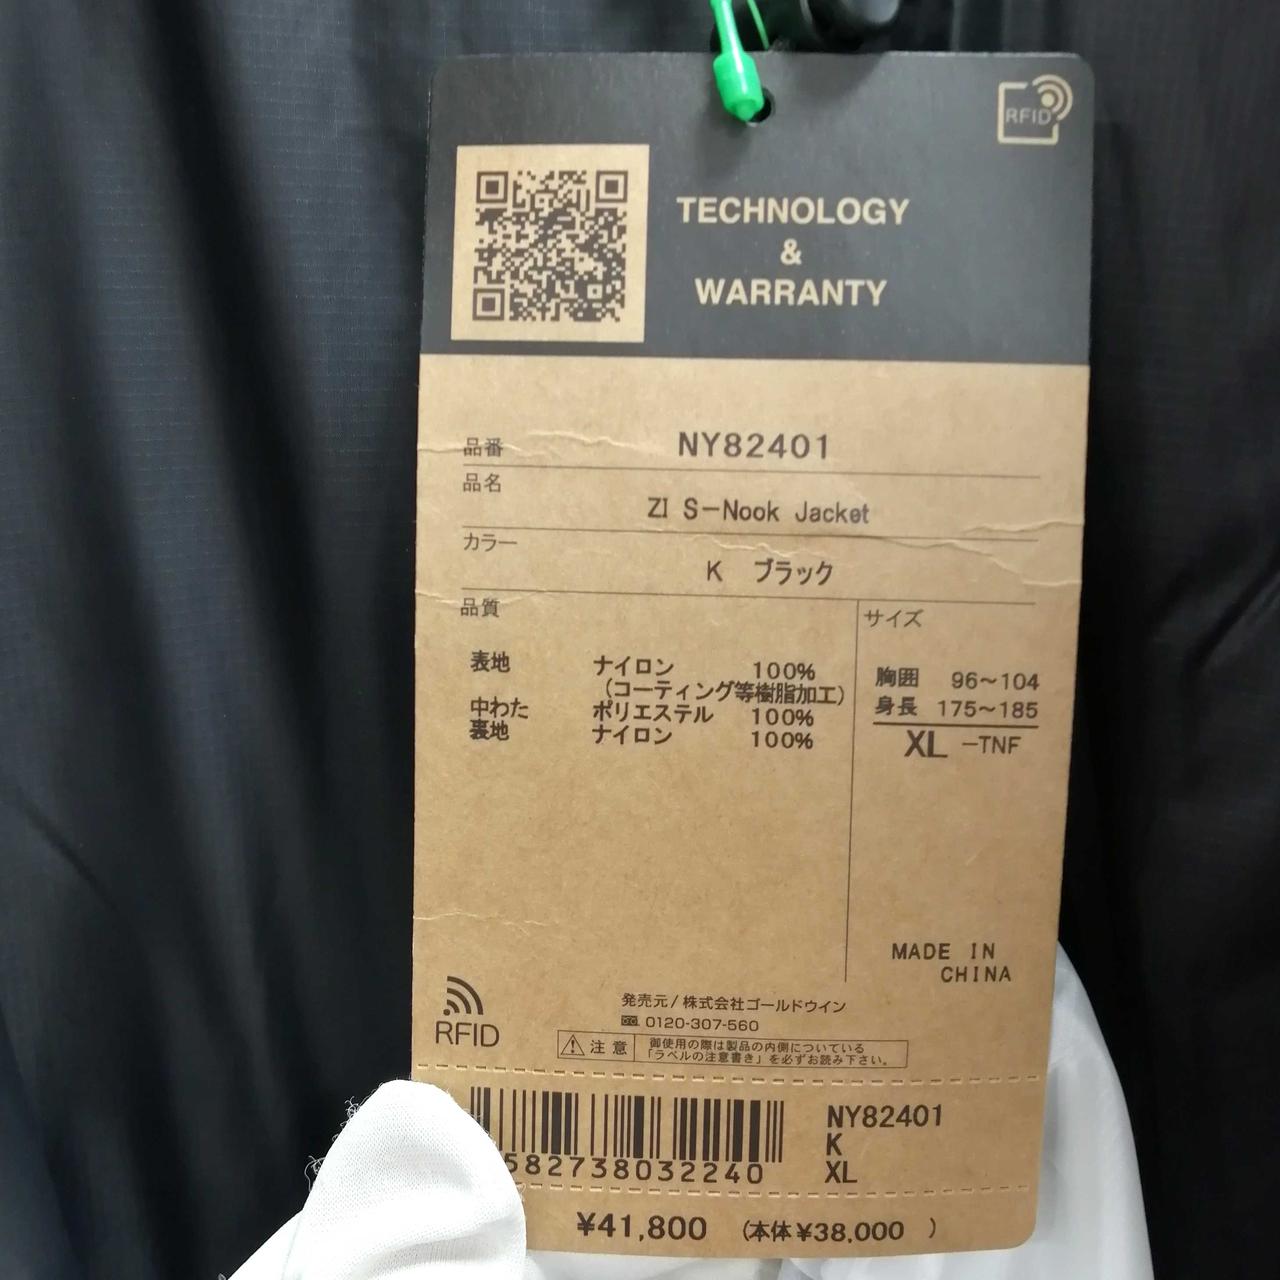 RFID
TECHNOLOGY
&
WARRANTY
品番 NY82401
品名 ZI S-Nook Jacket
カラー K ブラック
品質
表地 ナイロン 100%
(コーティング等樹脂加工)
中わた ポリエステル 100%
裏地 ナイロン 100%
サイズ
胸囲 96〜104
身長 175〜185
XL -TNF
MADE IN
CHINA
RFID
発売元/株式会社ゴールドウイン
0120-307-560
注意
御使用の際は製品の内側についている
「ラベルの注意書き」を必ずお読み下さい。
582738032240
NY82401
K
XL
¥41,800 (本体¥38,000 )